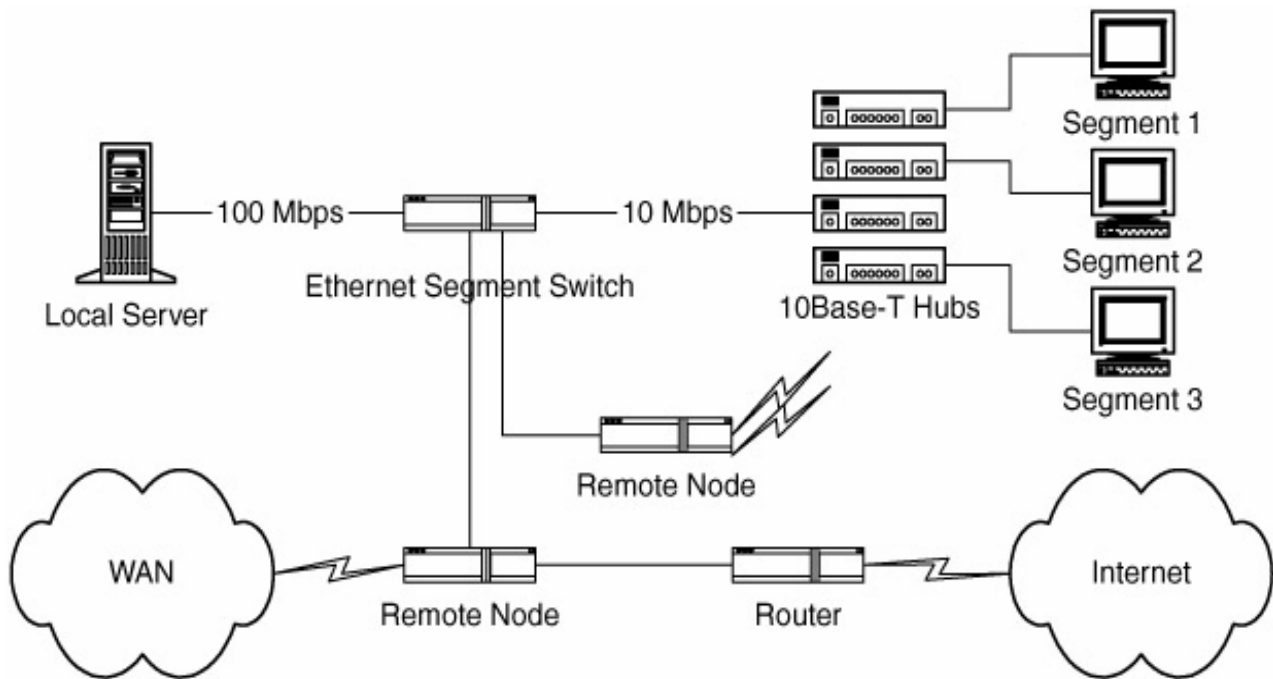 Segment 1
100 Mbps
10 Mbps
Segment 2
Ethernet Segment Switch
10Base-T Hubs
Local Server
Segment 3
Remote Node
WAN
Internet
Remote Node
Router